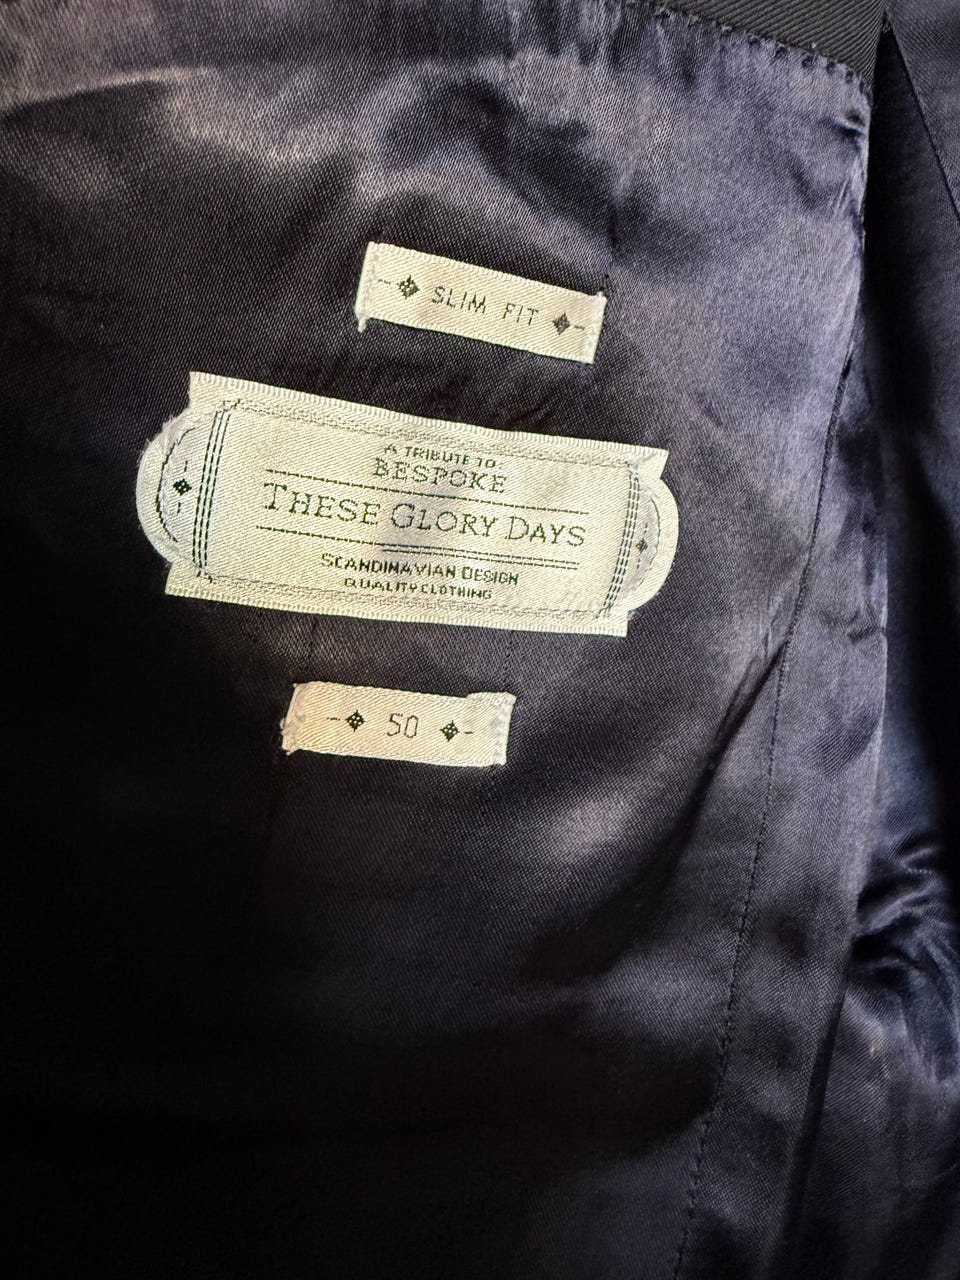 SLIM FIT
A TRIBUTE TO
BESPOKE
THESE GLORY DAYS
SCANDINAVIAN DESIGN
QUALITY CLOTHING
50